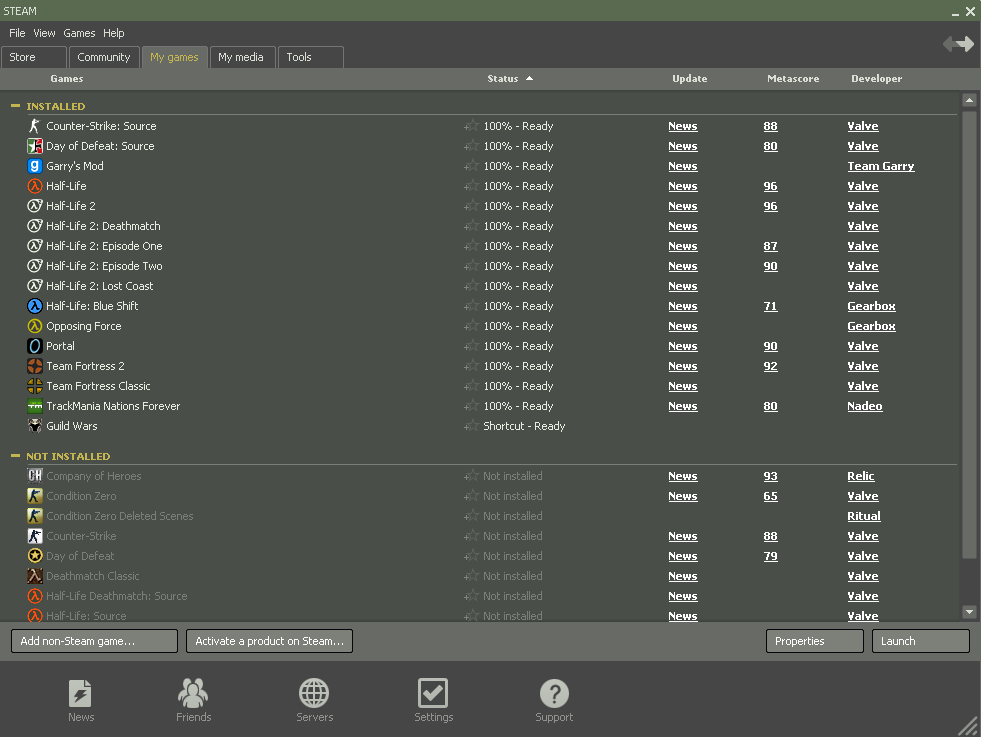 STEAM
File View Games Help
Store Community My games My media Tools
Games Status Update Metascore Developer
INSTALLED
Counter-Strike: Source 100% - Ready News 88 Valve
Day of Defeat: Source 100% - Ready News 80 Valve
Garry's Mod 100% - Ready News Team Garry
Half-Life 100% - Ready News 96 Valve
Half-Life 2 100% - Ready News 96 Valve
Half-Life 2: Deathmatch 100% - Ready News Valve
Half-Life 2: Episode One 100% - Ready News 87 Valve
Half-Life 2: Episode Two 100% - Ready News 90 Valve
Half-Life 2: Lost Coast 100% - Ready News Valve
Half-Life: Blue Shift 100% - Ready News 71 Gearbox
Opposing Force 100% - Ready News Gearbox
Portal 100% - Ready News 90 Valve
Team Fortress 2 100% - Ready News 92 Valve
Team Fortress Classic 100% - Ready News Valve
TrackMania Nations Forever 100% - Ready News 80 Nadeo
Guild Wars Shortcut - Ready
NOT INSTALLED
Company of Heroes Not installed News 93 Relic
Condition Zero Not installed News 65 Valve
Condition Zero Deleted Scenes Not installed Ritual
Counter-Strike Not installed News 88 Valve
Day of Defeat Not installed News 79 Valve
Deathmatch Classic Not installed News Valve
Half-Life Deathmatch: Source Not installed News Valve
Half-Life: Source Not installed News Valve
Add non-Steam game... Activate a product on Steam... Properties Launch
News Friends Servers Settings Support